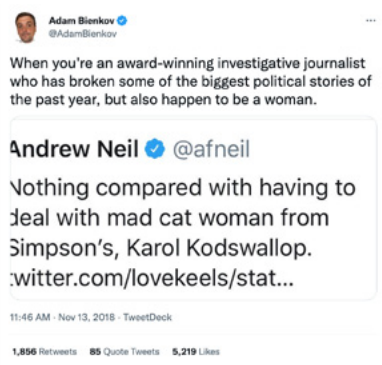 Adam Bienkov
@AdamBienkov
When you're an award-winning investigative journalist
who has broken some of the biggest political stories of
the past year, but also happen to be a woman.
Andrew Neil @afneil
Nothing compared with having to
deal with mad cat woman from
Simpson's, Karol Kodswallop.
twitter.com/lovekeels/stat...
11:46 AM · Nov 13, 2018 · TweetDeck
1,856 Retweets 85 Quote Tweets 5,219 Likes